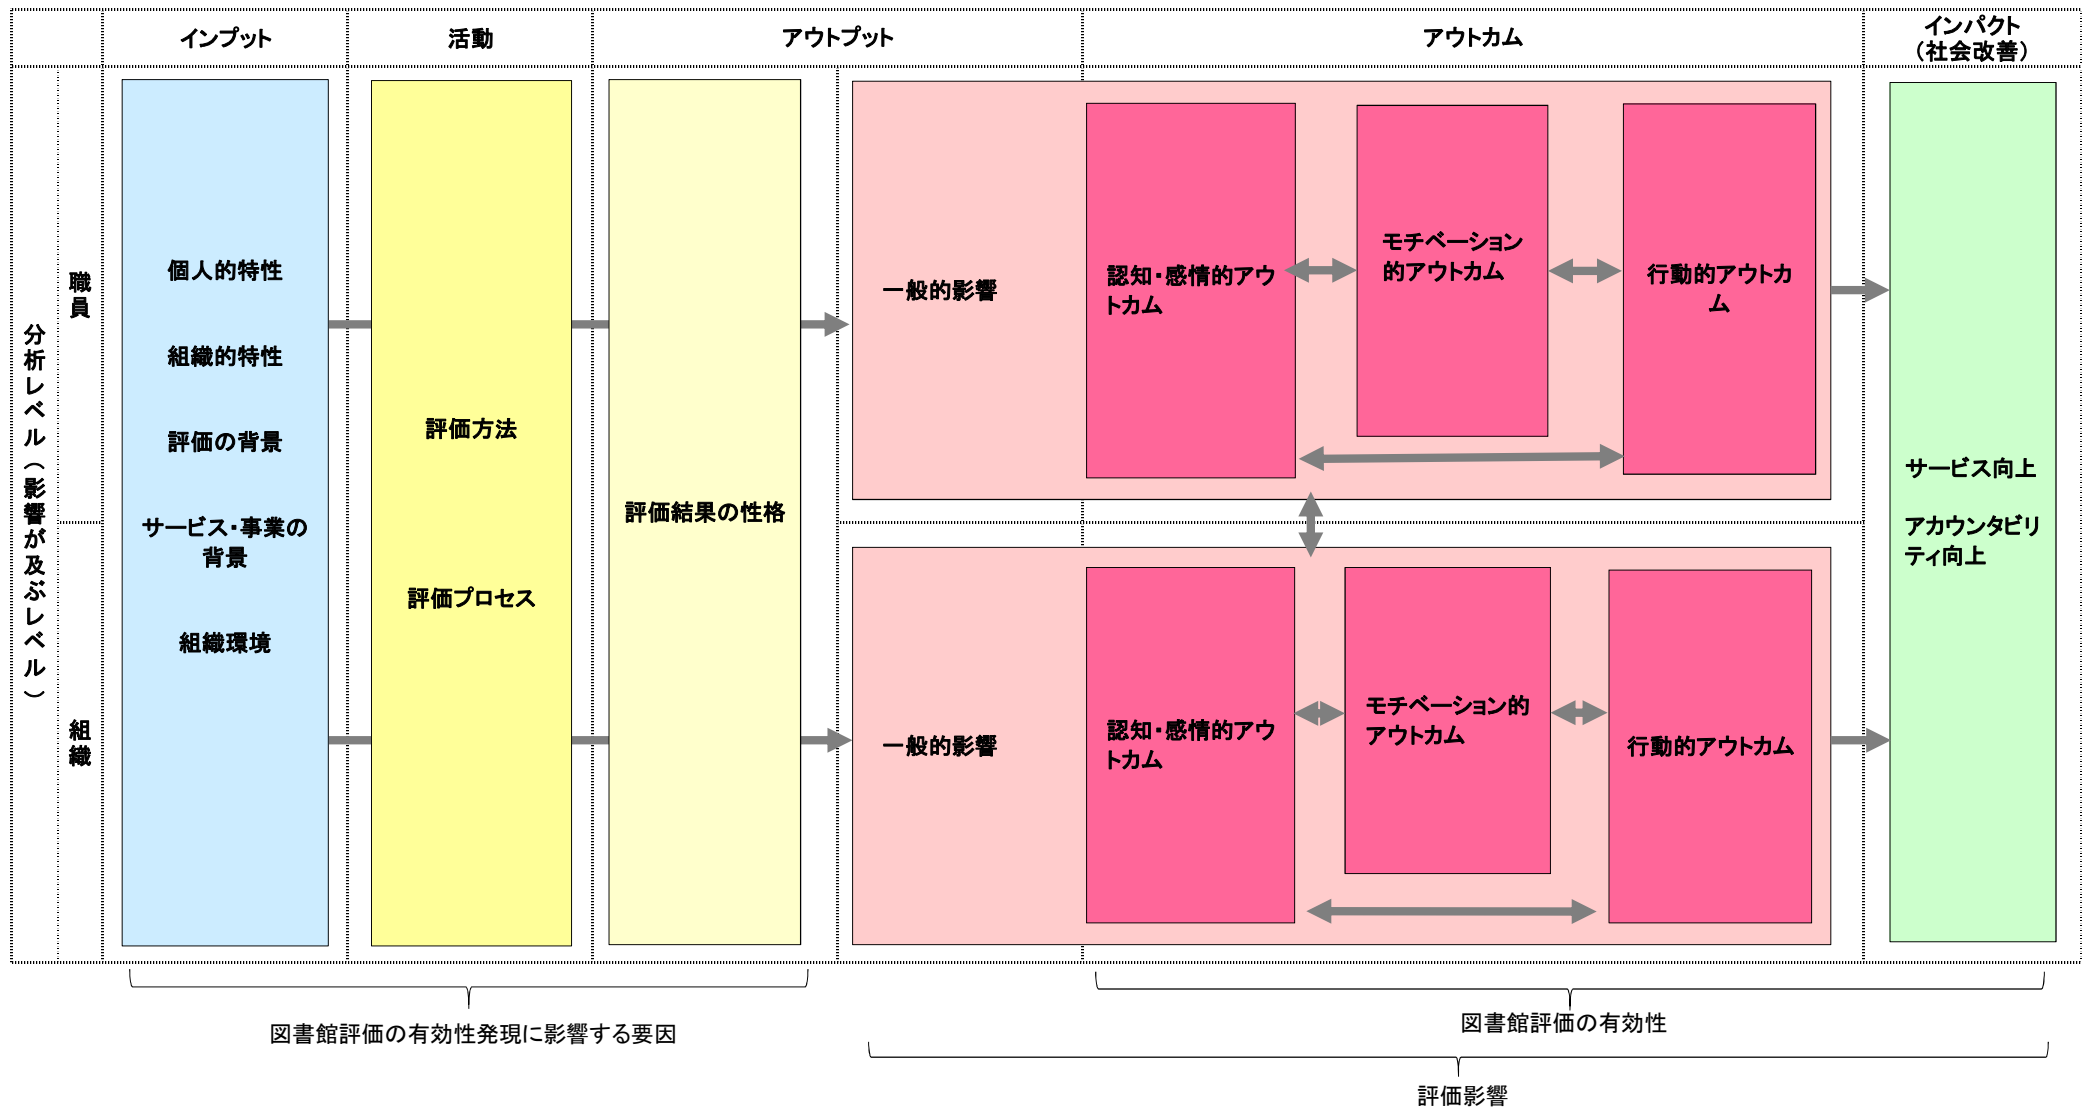 インプット
活動
アウトプット
アウトカム
インパクト
（社会改善）
分析レベル（影響が及ぶレベル）
職員
組織
個人的特性
組織的特性
評価の背景
サービス・事業の
背景
組織環境
評価方法
評価プロセス
評価結果の性格
一般的影響
認知・感情的アウ
トカム
モチベーション
的アウトカム
行動的アウトカ
ム
一般的影響
認知・感情的アウ
トカム
モチベーション的
アウトカム
行動的アウトカム
サービス向上
アカウンタビリ
ティ向上
図書館評価の有効性発現に影響する要因
図書館評価の有効性
評価影響